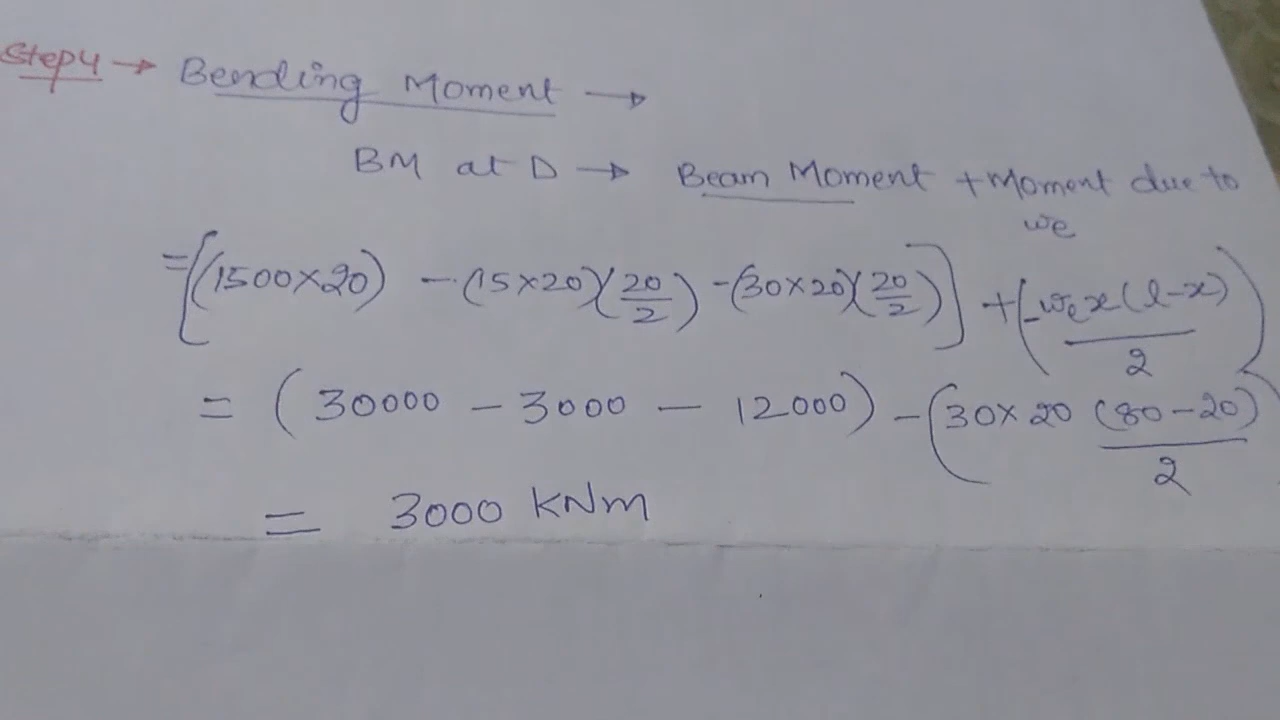 Step4 → Bending Moment →
BM at D → Beam Moment + Moment due to
we
= [(1500×20) - (15×20)(20/2) - (30×20)(20/2)] + (-wₑx(l-x)/2)
= (30000 - 3000 - 12000) - (30×20 (80-20)/2
= 3000 KNm